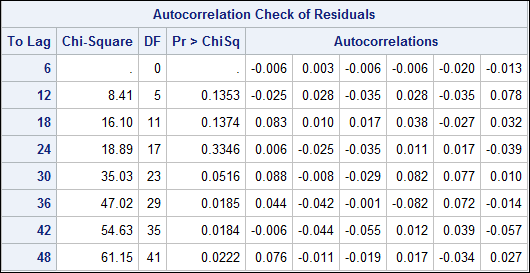 Autocorrelation Check of Residuals
To Lag Chi-Square DF Pr > ChiSq Autocorrelations
6 . 0 . -0.006 0.003 -0.006 -0.006 -0.020 -0.013
12 8.41 5 0.1353 -0.025 0.028 -0.035 0.028 -0.035 0.078
18 16.10 11 0.1374 0.083 0.010 0.017 0.038 -0.027 0.032
24 18.89 17 0.3346 0.006 -0.025 -0.035 0.011 0.017 -0.039
30 35.03 23 0.0516 0.088 -0.008 -0.029 0.082 0.077 0.010
36 47.02 29 0.0185 0.044 -0.042 -0.001 -0.082 0.072 -0.014
42 54.63 35 0.0184 -0.006 -0.044 -0.055 0.012 0.039 -0.057
48 61.15 41 0.0222 0.076 -0.011 -0.019 0.017 -0.034 0.027